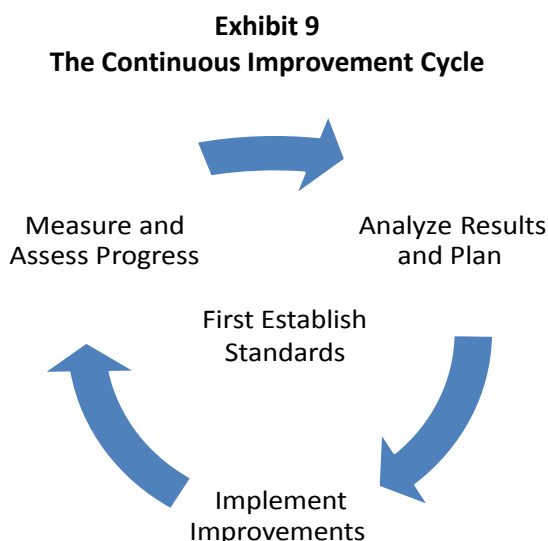 Exhibit 9
The Continuous Improvement Cycle
Measure and
Assess Progress
Analyze Results
and Plan
First Establish
Standards
Implement
Improvements